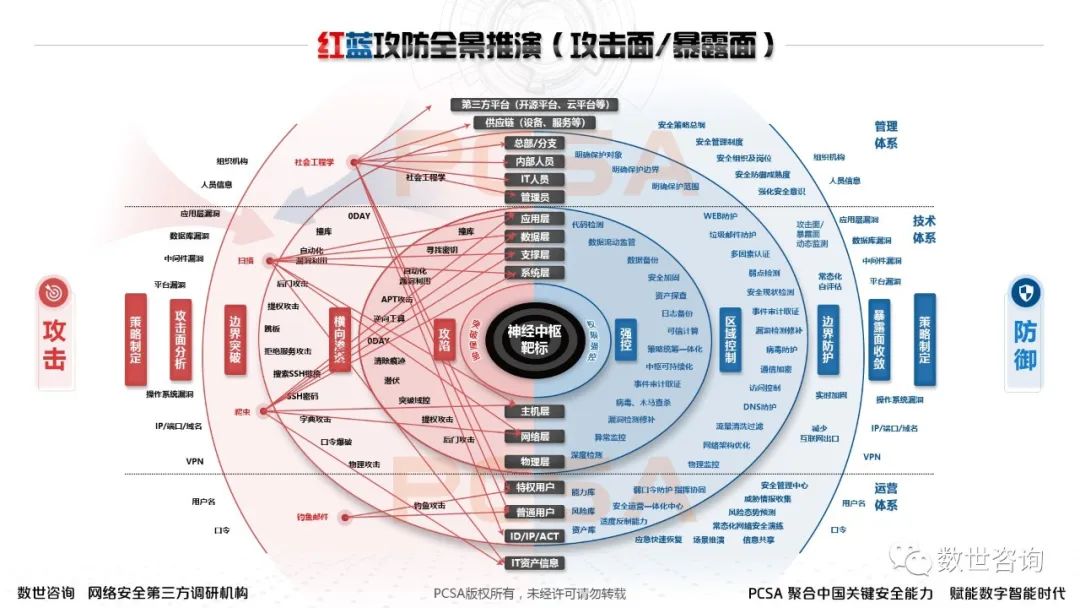 红蓝攻防全景推演（攻击面/暴露面）
第三方平台（开源平台、云平台等）
供应链（设备、服务等）
总部/分支
内部人员
IT人员
管理员
应用层
数据层
支撑层
系统层
神经中枢
靶标
主机层
网络层
物理层
特权用户
普通用户
ID/IP/ACT
IT资产信息
攻击
策略制定
攻击面分析
边界突破
横向渗透
攻陷
组织机构
人员信息
应用层漏洞
数据库漏洞
中间件漏洞
平台漏洞
操作系统漏洞
IP/端口/域名
VPN
用户名
口令
社会工程学
扫描
爬虫
钓鱼邮件
社会工程学
0DAY
撞库
自动化
漏洞利用
后门攻击
提权攻击
跳板
拒绝服务攻击
搜索SSH思换
SSH密码
字典攻击
口令爆破
物理攻击
钓鱼攻击
撞库
寻找密钥
自动化
漏洞利用
APT攻击
逆向工具
0DAY
清除痕迹
潜伏
突破域控
提权攻击
后门攻击
权限强控
强控
区域控制
边界防护
暴露面收敛
策略制定
防御
明确保护对象
明确保护边界
明确保护范围
安全策略总纲
安全管理制度
安全组织及岗位
安全防御成熟度
强化安全意识
组织机构
人员信息
管理
体系
代码检测
数据流动监管
数据备份
安全加固
资产探查
日志备份
可信计算
策略统筹一体化
中枢可持续化
事件审计取证
病毒、木马查杀
漏洞检测修补
异常监控
深度检测
WEB防护
垃圾邮件防护
多因素认证
弱点检测
安全现状检测
事件审计取证
漏洞检测修补
病毒防护
通信加密
访问控制
DNS防护
流量清洗过滤
网络架构优化
物理监控
攻击面/
暴露面
动态监测
常态化
自评估
实时加固
减少
互联网出口
应用层漏洞
数据库漏洞
中间件漏洞
平台漏洞
操作系统漏洞
IP/端口/域名
VPN
技术
体系
能力库
风险库
资产库
弱口令防护
指挥协同
安全运营一体化中心
适度反制能力
应急快速恢复
场景推演
信息共享
安全管理中心
威胁情报收集
风险态势预测
常态化网络安全演练
用户名
口令
运营
体系
PCSA
PCSA
数世咨询
数世咨询 网络安全第三方调研机构
PCSA版权所有，未经许可请勿转载
PCSA 聚合中国关键安全能力 赋能数字智能时代